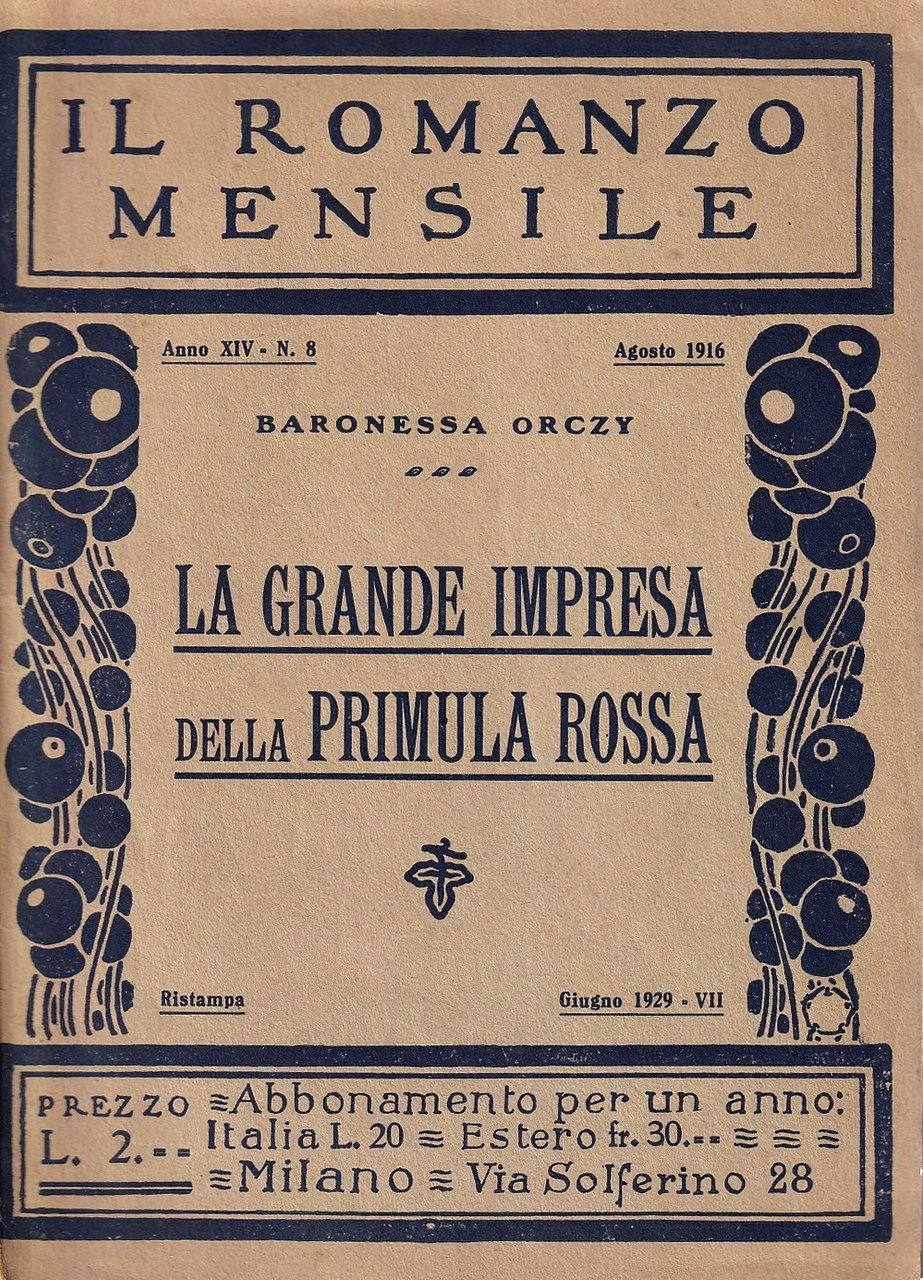 IL ROMANZO
MENSILE
Anno XIV - N. 8
Agosto 1916
BARONESSA ORCZY
LA GRANDE IMPRESA
DELLA PRIMULA ROSSA
Ristampa
Giugno 1929 - VII
PREZZO
L. 2.--
Abbonamento per un anno:
Italia L. 20 Estero fr. 30.--
Milano Via Solferino 28